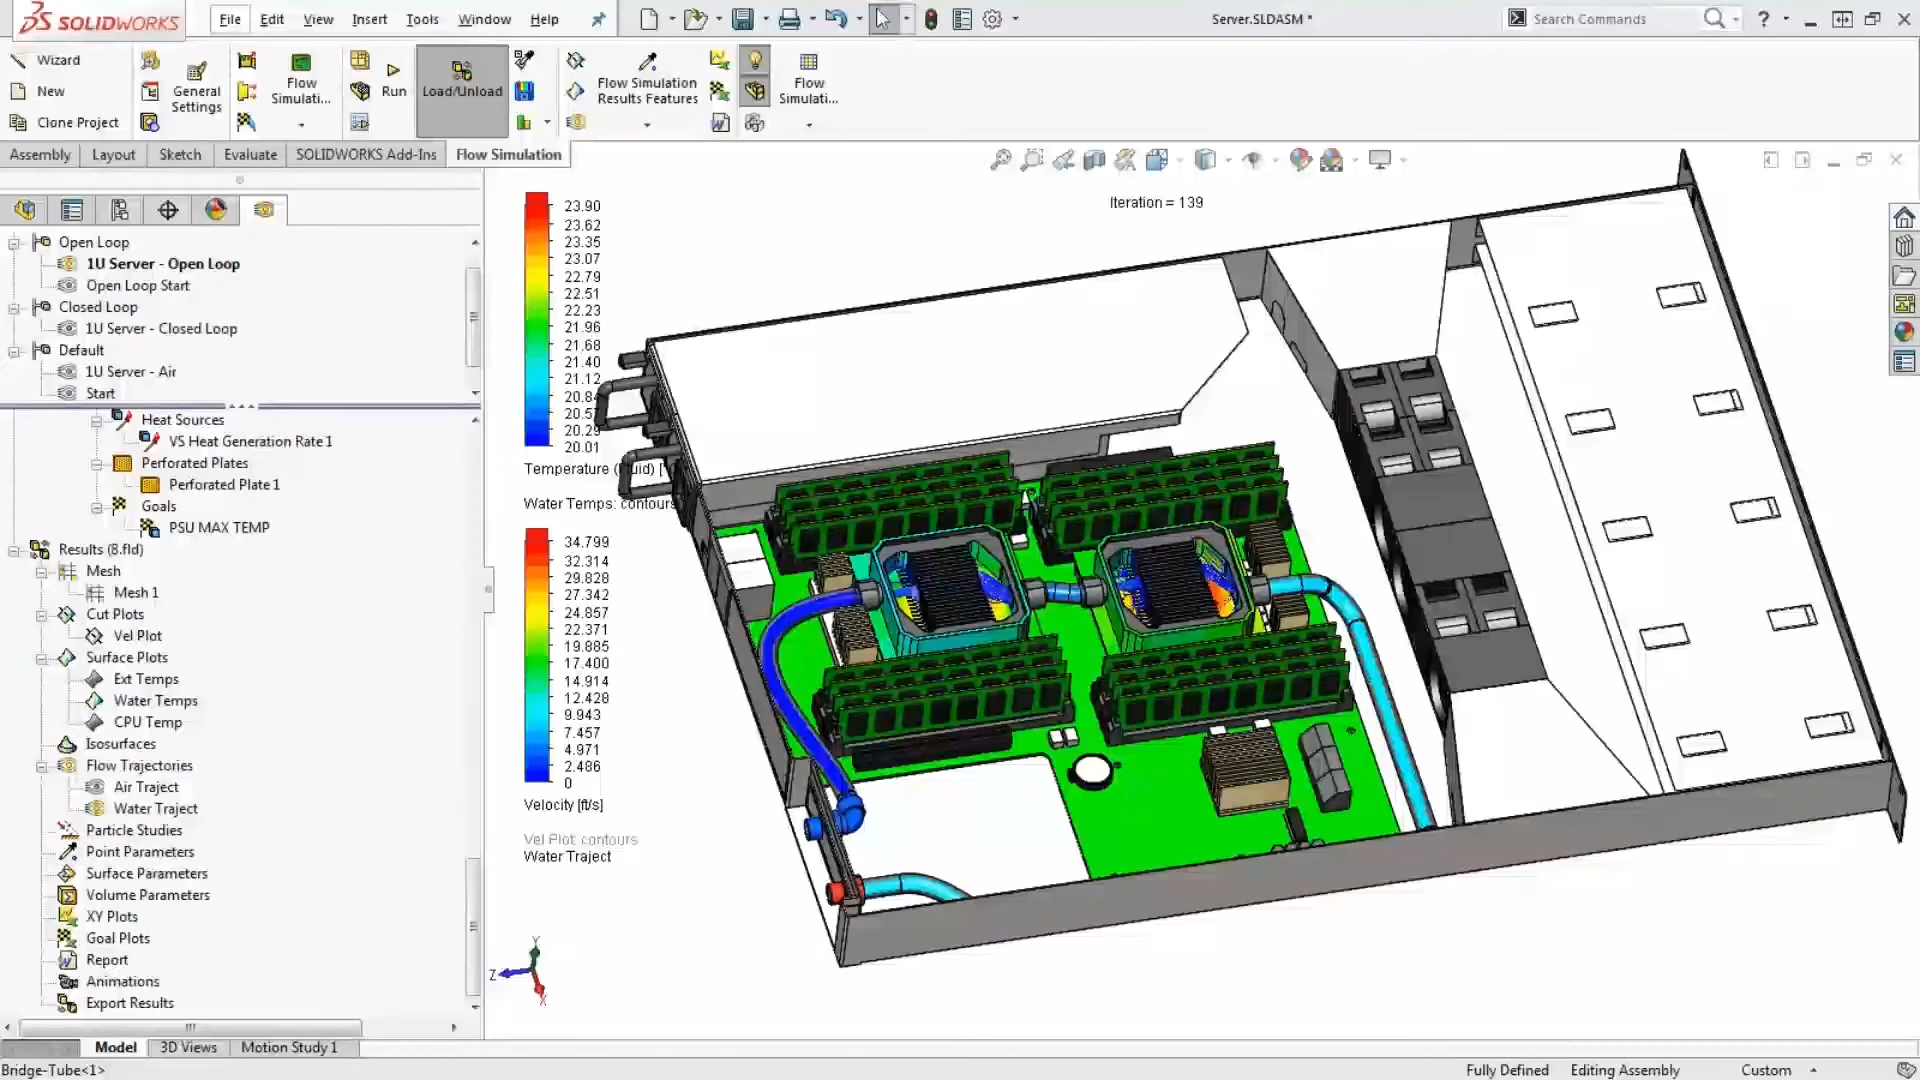 SOLIDWORKS
File Edit View Insert Tools Window Help
Server.SLDASM *
Search Commands
?
Wizard
New
Clone Project
General Settings
Flow Simulati...
Run
Load/Unload
Flow Simulation Results Features
Flow Simulati...
Assembly Layout Sketch Evaluate SOLIDWORKS Add-Ins Flow Simulation
Open Loop
1U Server - Open Loop
Open Loop Start
Closed Loop
1U Server - Closed Loop
Default
1U Server - Air
Start
Heat Sources
VS Heat Generation Rate 1
Perforated Plates
Perforated Plate 1
Goals
PSU MAX TEMP
Results (8.fld)
Mesh
Mesh 1
Cut Plots
Vel Plot
Surface Plots
Ext Temps
Water Temps
CPU Temp
Isosurfaces
Flow Trajectories
Air Traject
Water Traject
Particle Studies
Point Parameters
Surface Parameters
Volume Parameters
XY Plots
Goal Plots
Report
Animations
Export Results
Iteration = 139
23.90
23.62
23.35
23.07
22.79
22.51
22.23
21.96
21.68
21.40
21.12
20.84
20.57
20.29
20.01
Temperature (Fluid) [
Water Temps: contours
34.799
32.314
29.828
27.342
24.857
22.371
19.885
17.400
14.914
12.428
9.943
7.457
4.971
2.486
0
Velocity [ft/s]
Vel Plot: contours
Water Traject
Y
Z
X
Model 3D Views Motion Study 1
Bridge-Tube<1>
Fully Defined Editing Assembly Custom